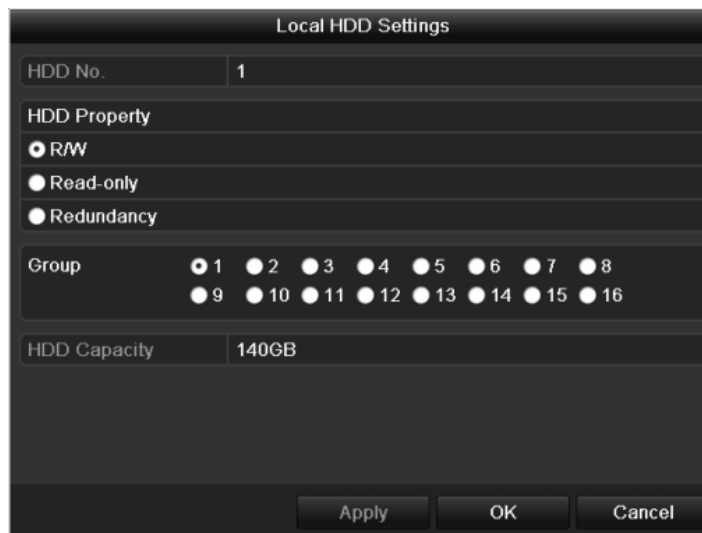 Local HDD Settings
HDD No. 1
HDD Property
R/W
Read-only
Redundancy
Group 1 2 3 4 5 6 7 8
9 10 11 12 13 14 15 16
HDD Capacity 140GB
Apply OK Cancel